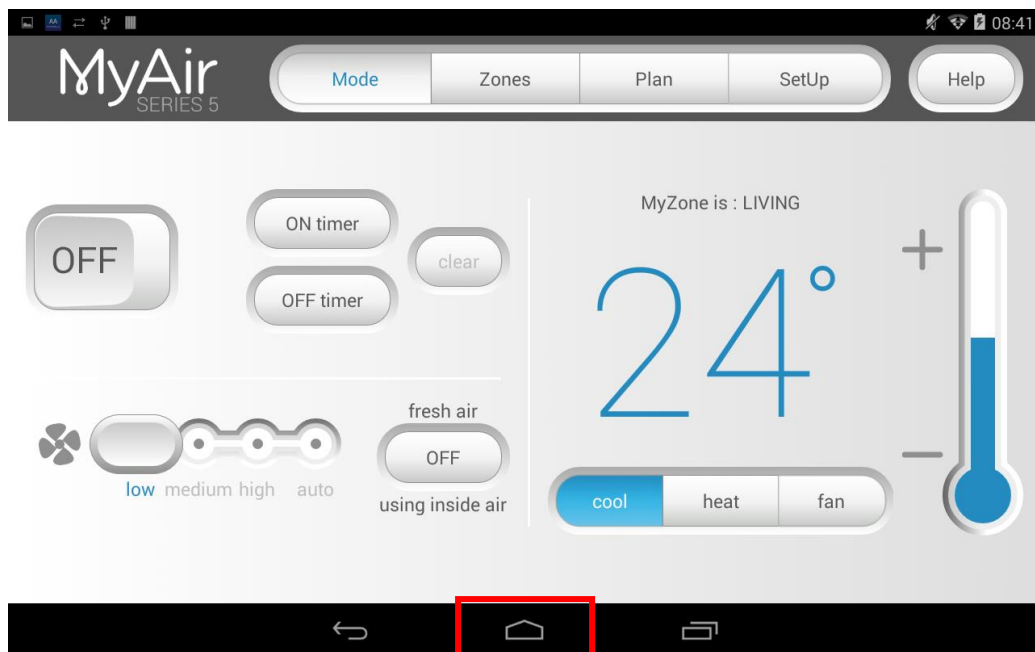 AA
08:41
MyAir
SERIES 5
Mode
Zones
Plan
SetUp
Help
OFF
ON timer
OFF timer
clear
MyZone is : LIVING
24°
+
−
fresh air
OFF
using inside air
low medium high auto
cool
heat
fan